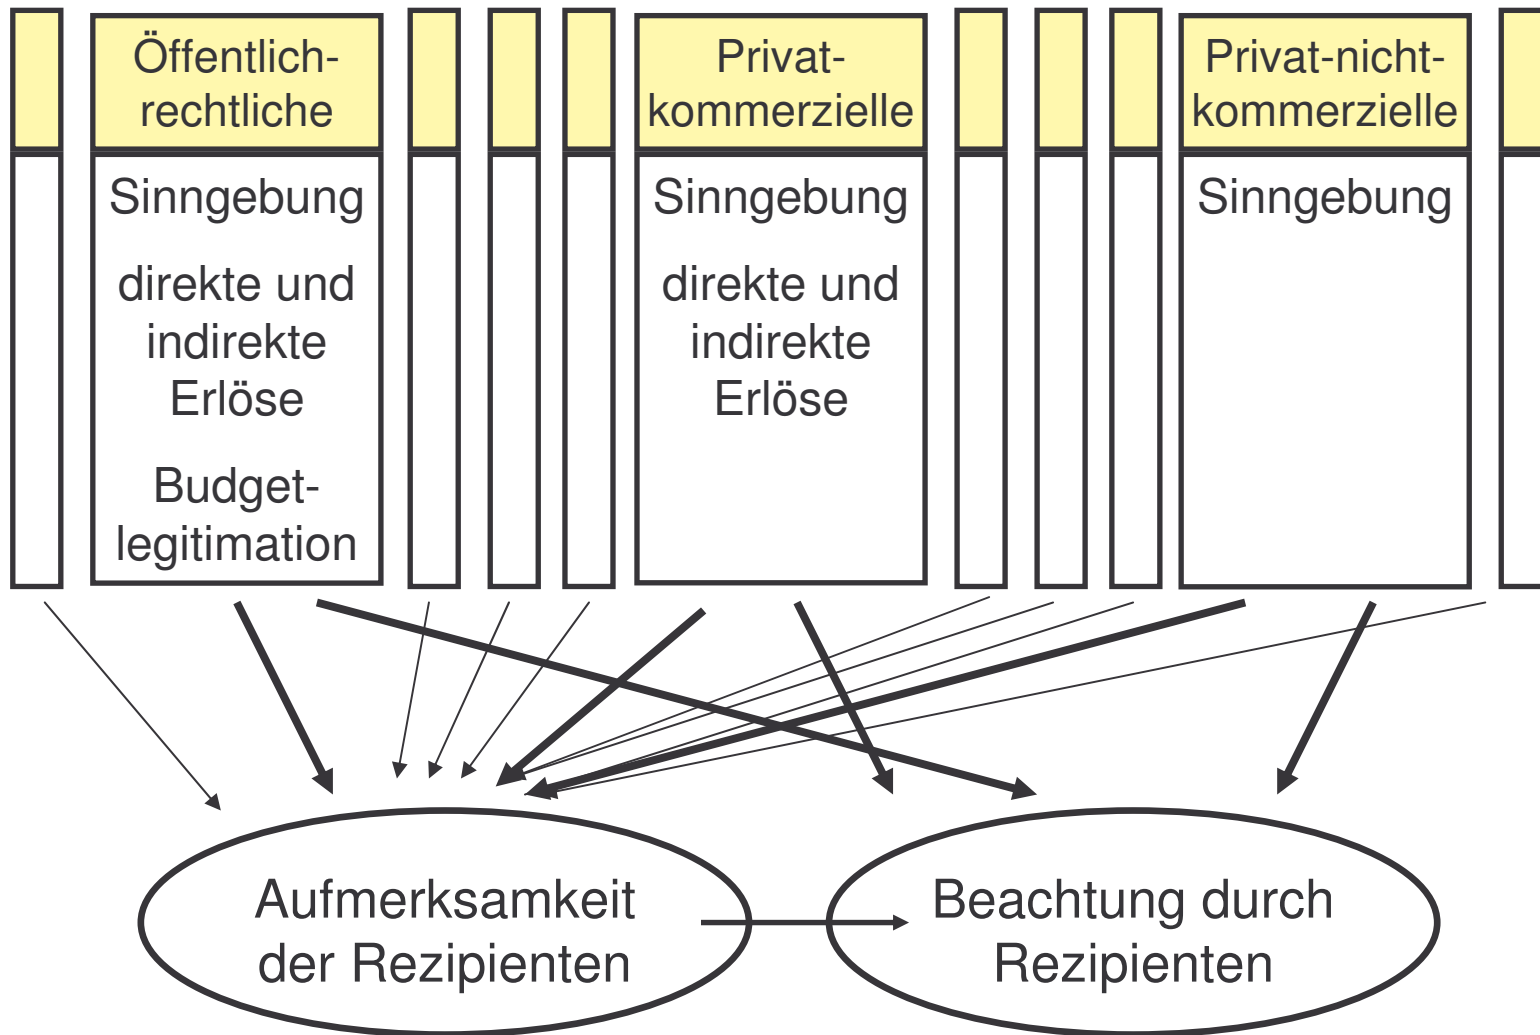 Öffentlich-
rechtliche
Sinngebung
direkte und
indirekte
Erlöse
Budget-
legitimation
Privat-
kommerzielle
Sinngebung
direkte und
indirekte
Erlöse
Privat-nicht-
kommerzielle
Sinngebung
Aufmerksamkeit
der Rezipienten
Beachtung durch
Rezipienten